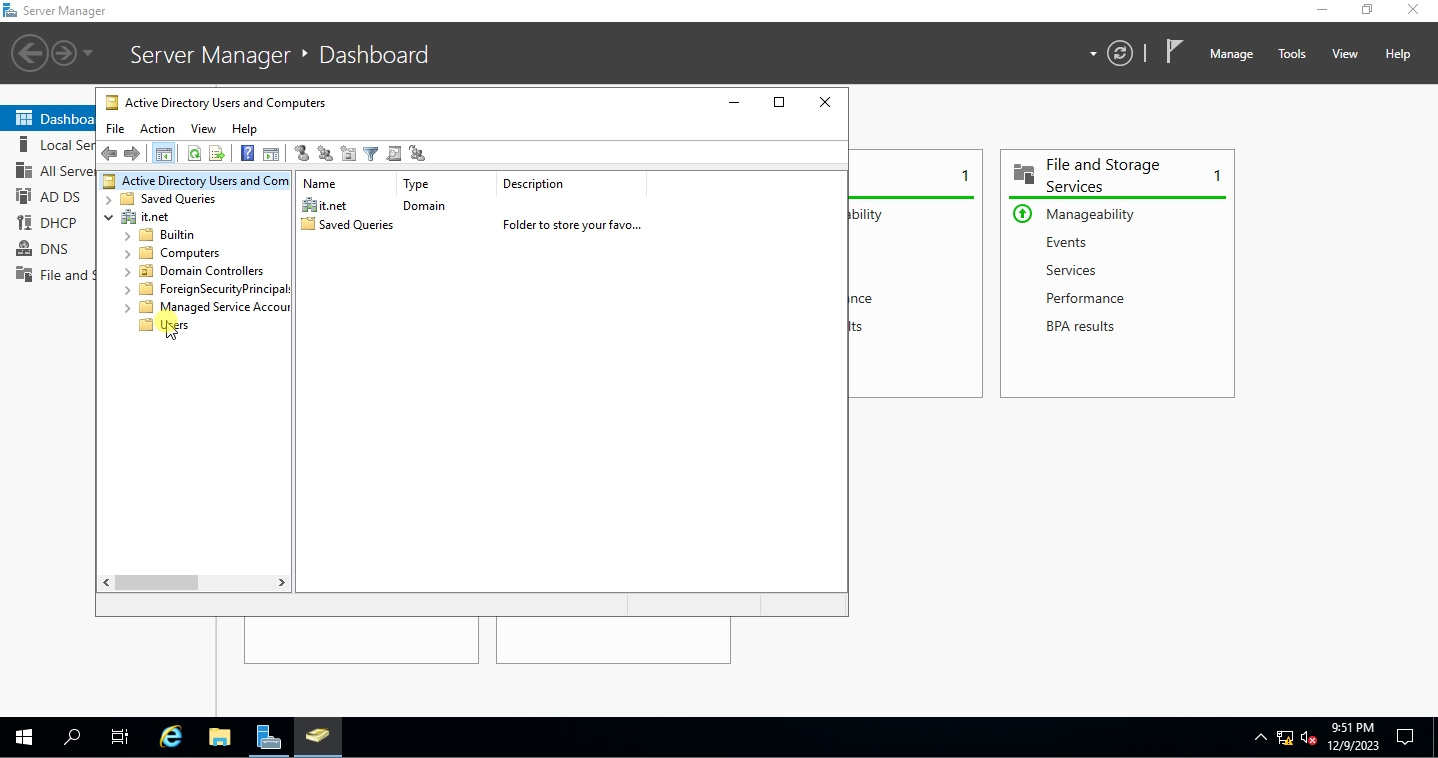 Server Manager
Server Manager ‣ Dashboard
Manage Tools View Help
Active Directory Users and Computers
File Action View Help
Dashboa
Local Ser
All Server
AD DS
DHCP
DNS
File and S
Active Directory Users and Com
Saved Queries
it.net
Builtin
Computers
Domain Controllers
ForeignSecurityPrincipals
Managed Service Accour
Users
Name Type Description
it.net Domain
Saved Queries Folder to store your favo...
1
ability
nce
lts
File and Storage
Services
1
Manageability
Events
Services
Performance
BPA results
9:51 PM
12/9/2023